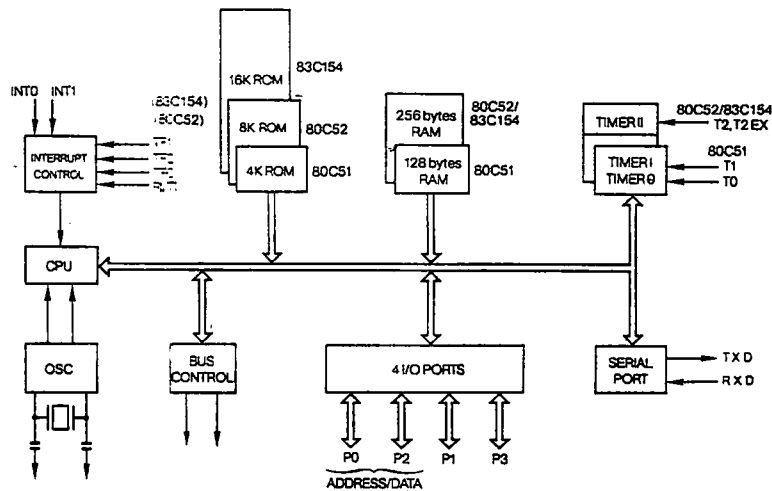 INT0 INT1
(83C154)
(80C52)
INTERRUPT
CONTROL
16K ROM
83C154
8K ROM
80C52
4K ROM
80C51
256 bytes
RAM
80C52/
83C154
128 bytes
RAM
80C51
TIMER II
80C52/83C154
T2, T2 EX
TIMER I
TIMER 0
80C51
T1
T0
CPU
OSC
BUS
CONTROL
4 I/O PORTS
SERIAL
PORT
TXD
RXD
P0 P2 P1 P3
ADDRESS/DATA